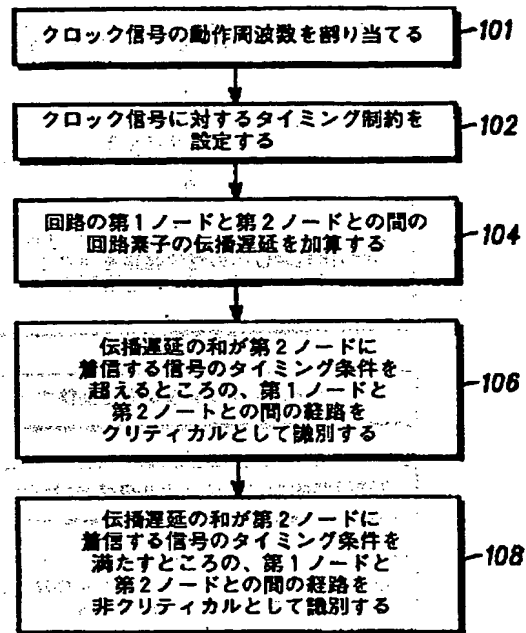 クロック信号の動作周波数を割り当てる
101
クロック信号に対するタイミング制約を
設定する
102
回路の第1ノードと第2ノードとの間の
回路素子の伝播遅延を加算する
104
伝播遅延の和が第2ノードに
着信する信号のタイミング条件を
超えるところの、第1ノードと
第2ノートとの間の経路を
クリティカルとして識別する
106
伝播遅延の和が第2ノードに
着信する信号のタイミング条件を
満たすところの、第1ノードと
第2ノードとの間の経路を
非クリティカルとして識別する
108